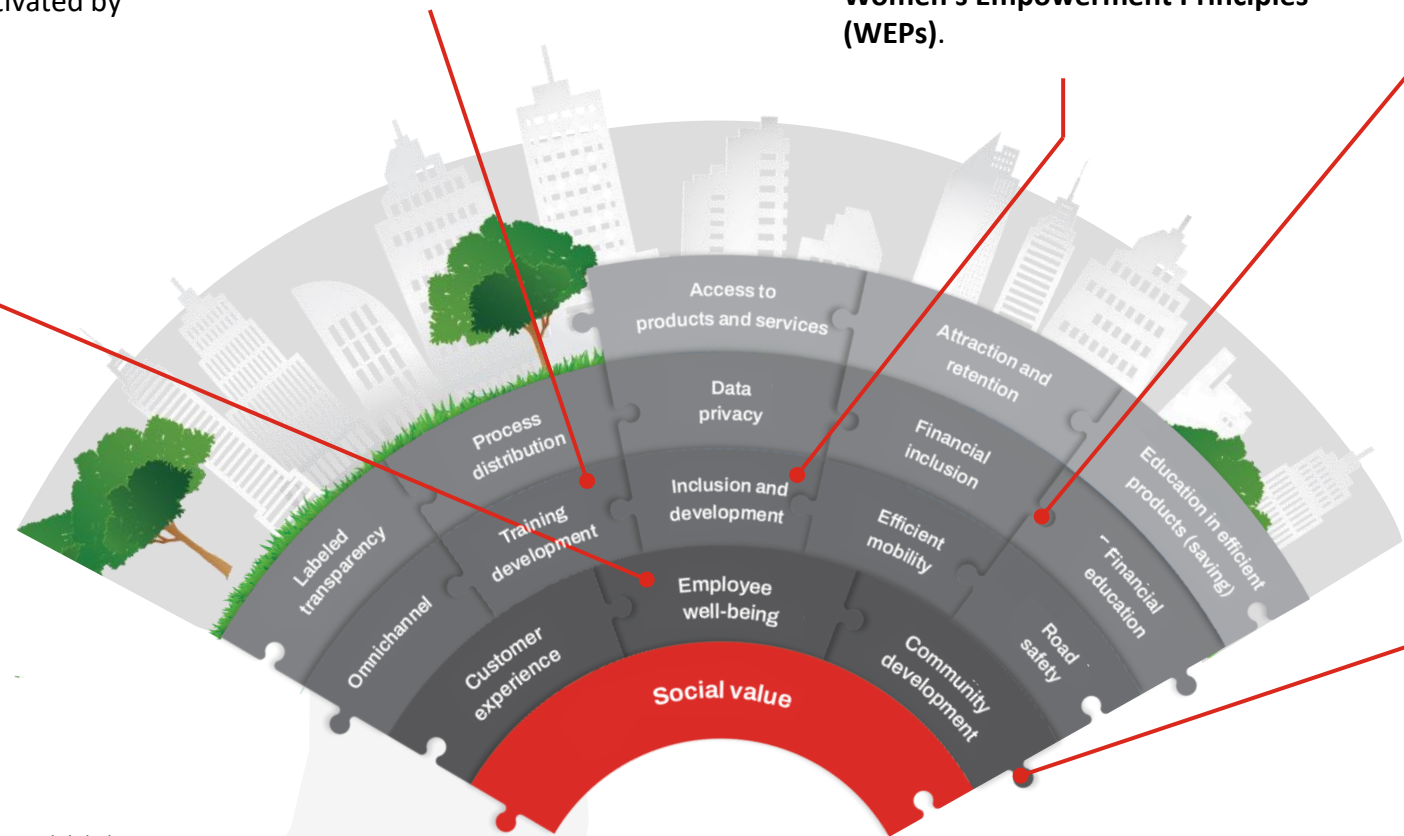 tivated by
Women's Empowerment Principles
(WEPs).
Access to
products and services
Attraction and
retention
Education in efficient
products (saving)
Process
distribution
Data
privacy
Financial
inclusion
– Financial
education
Labeled
transparency
Training
development
Inclusion and
development
Efficient
mobility
Road
safety
Omnichannel
Customer
experience
Employee
well-being
Community
development
Social value